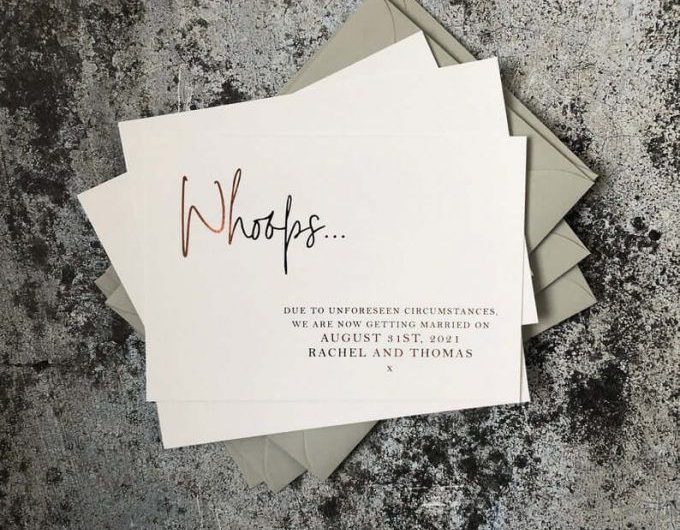 Whoops...
DUE TO UNFORESEEN CIRCUMSTANCES,
WE ARE NOW GETTING MARRIED ON
AUGUST 31ST, 2021
RACHEL AND THOMAS
x